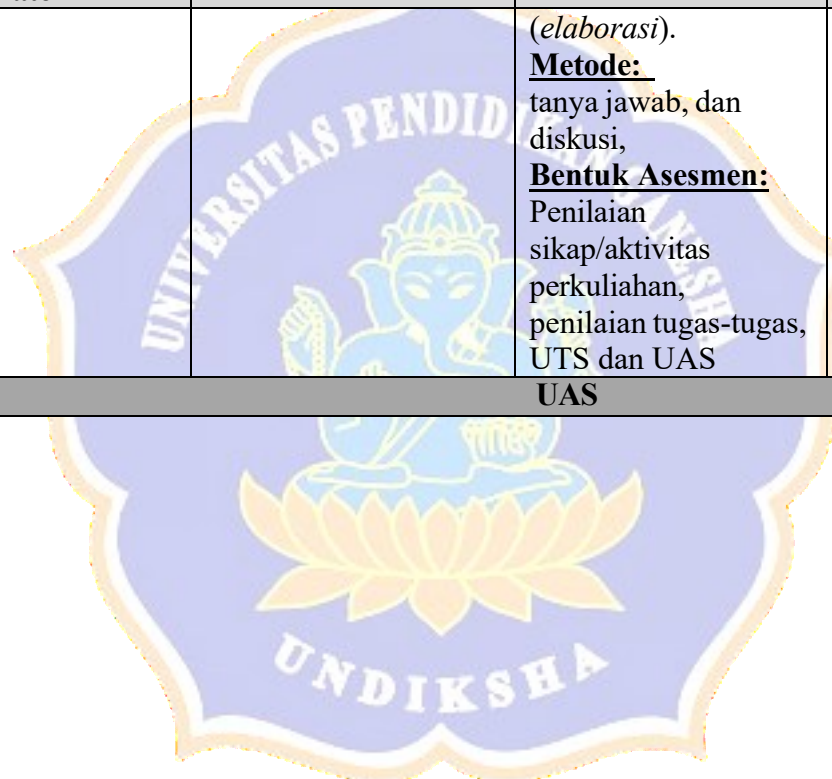 (elaborasi).
Metode:
tanya jawab, dan
diskusi,
Bentuk Asesmen:
Penilaian
sikap/aktivitas
perkuliahan,
penilaian tugas-tugas,
UTS dan UAS
UAS
UNIVERSITAS PENDIDIKAN GANESHA
UNDIKSHA